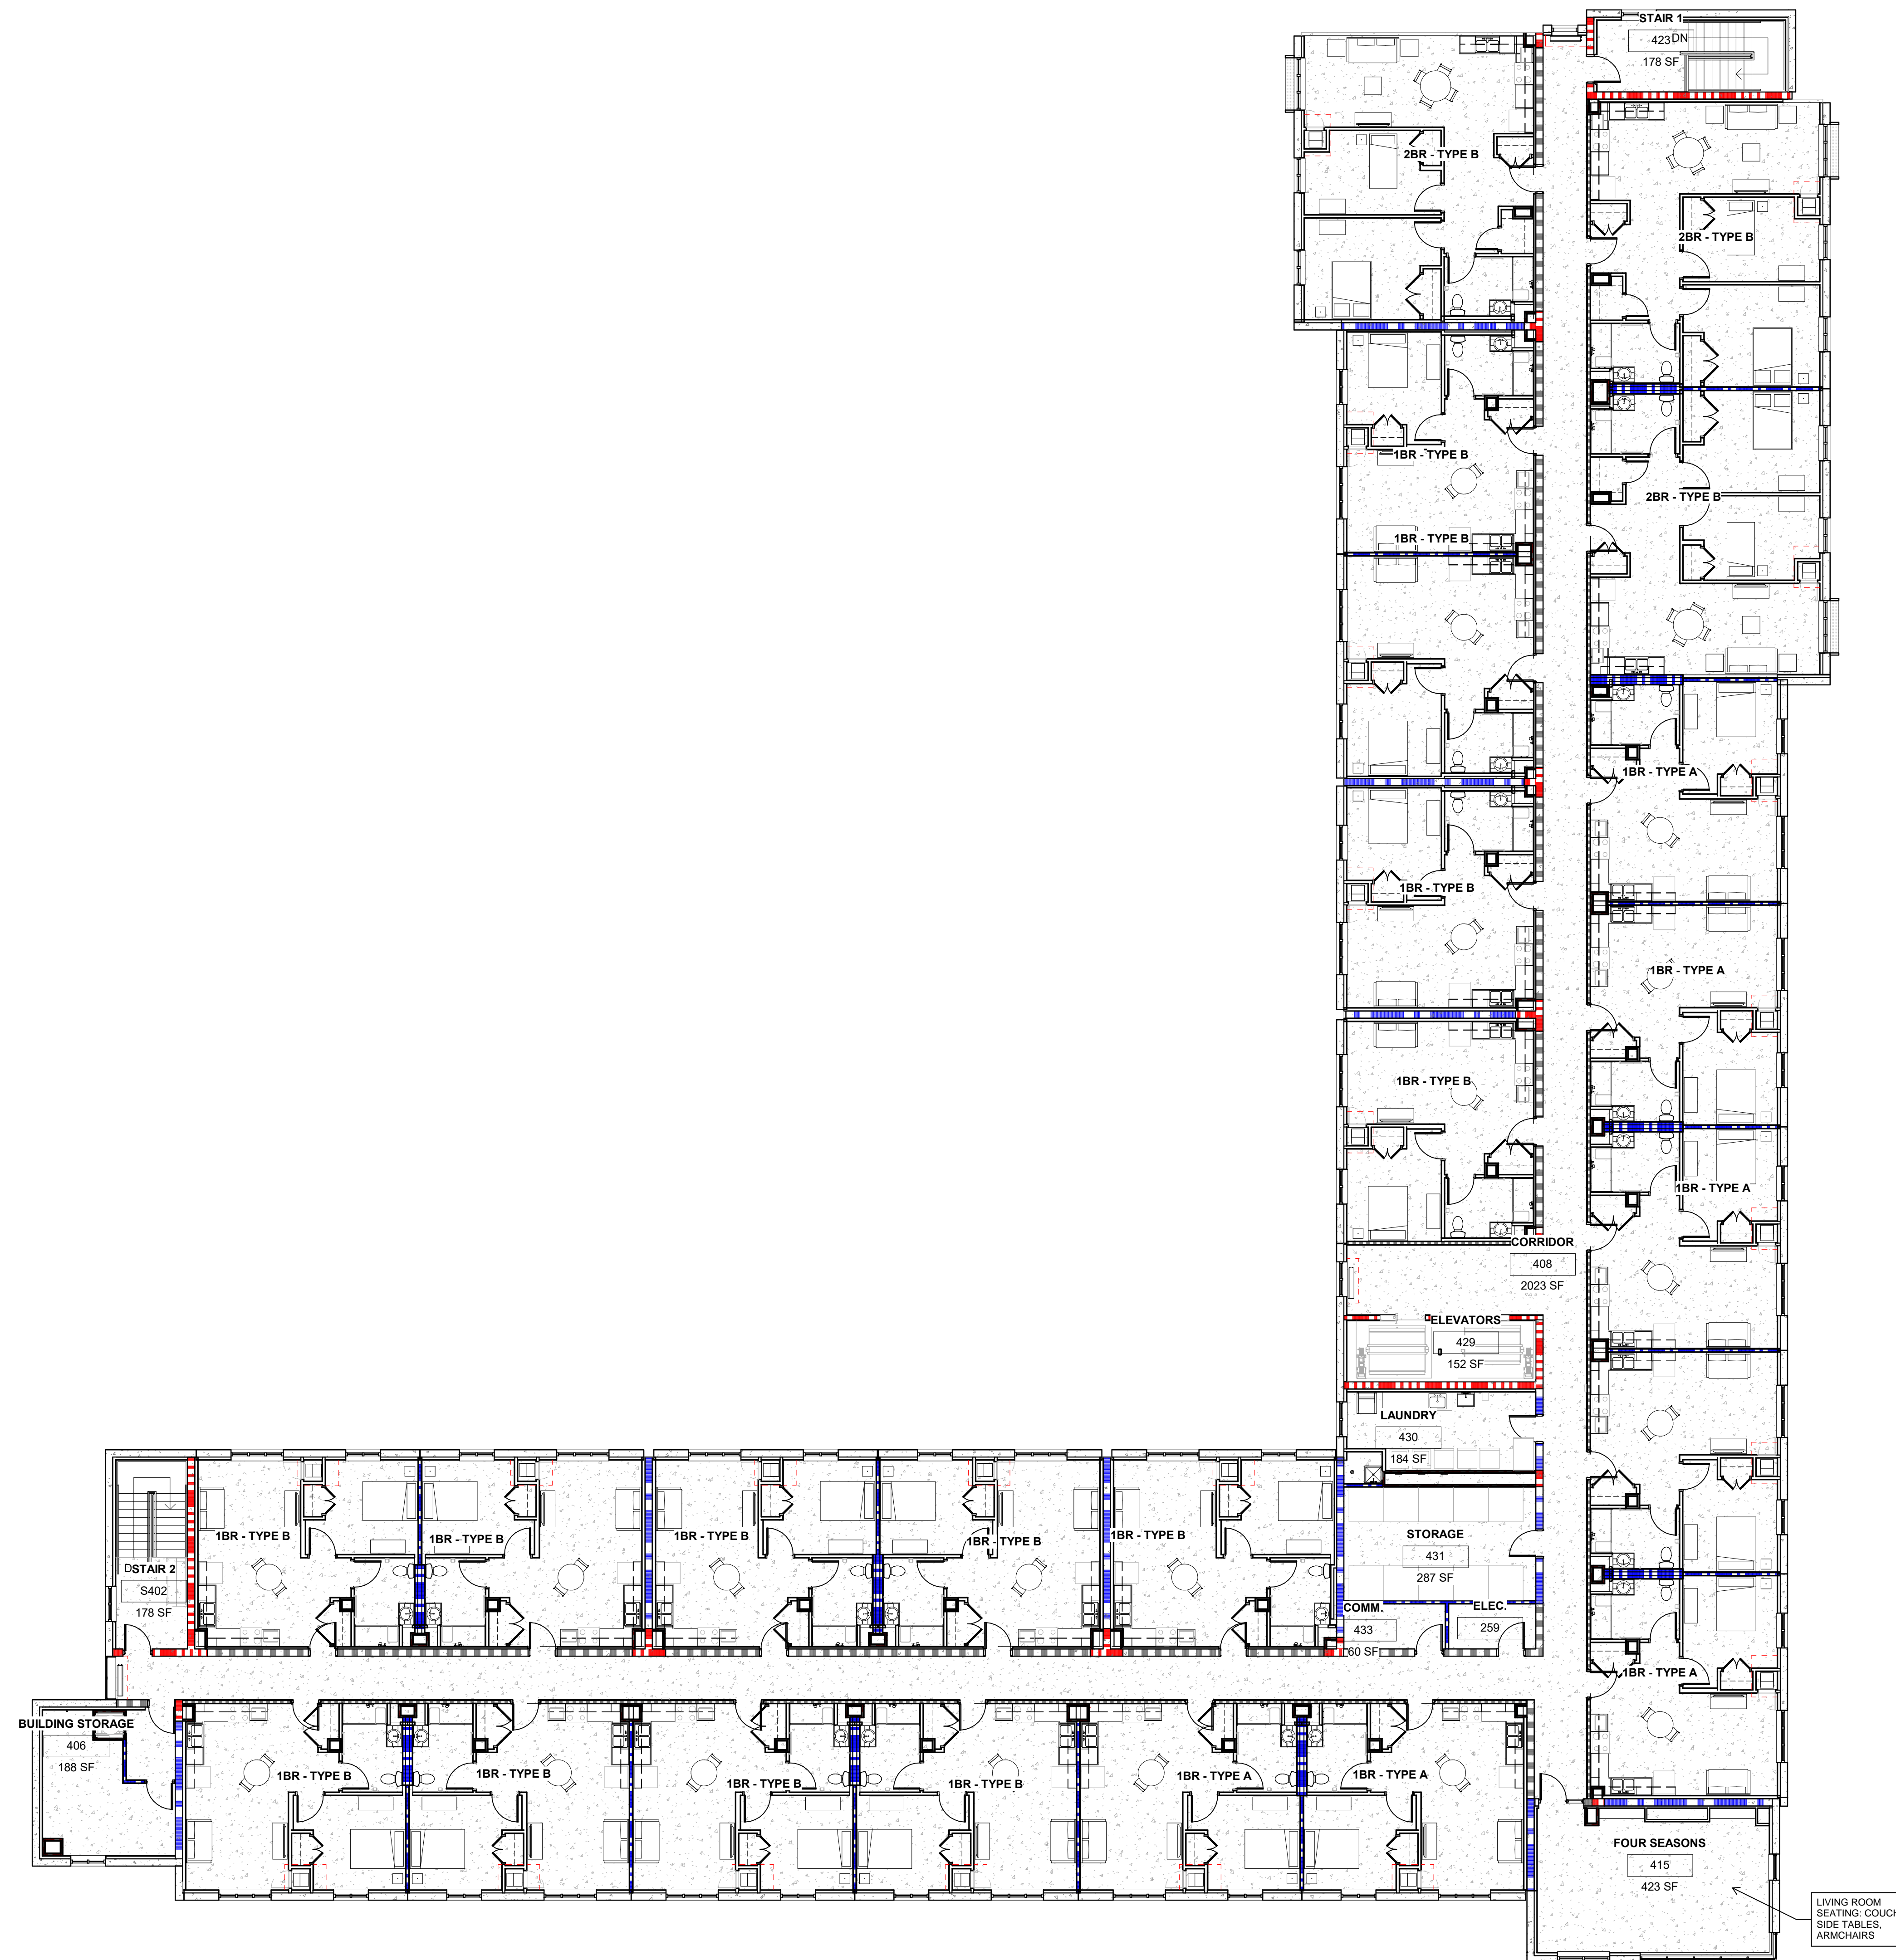 STAIR 1
423
DN
178 SF
2BR - TYPE B
2BR - TYPE B
1BR - TYPE B
2BR - TYPE B
1BR - TYPE B
1BR - TYPE A
1BR - TYPE B
1BR - TYPE A
1BR - TYPE B
1BR - TYPE A
CORRIDOR
408
2023 SF
ELEVATORS
429
152 SF
LAUNDRY
430
184 SF
1BR - TYPE B
1BR - TYPE B
1BR - TYPE B
1BR - TYPE B
1BR - TYPE B
STORAGE
431
287 SF
D
STAIR 2
S402
178 SF
COMM.
433
60 SF
ELEC.
259
1BR - TYPE A
BUILDING STORAGE
406
188 SF
1BR - TYPE B
1BR - TYPE B
1BR - TYPE B
1BR - TYPE B
1BR - TYPE A
1BR - TYPE A
FOUR SEASONS
415
423 SF
LIVING ROOM
SEATING: COUCH
SIDE TABLES,
ARMCHAIRS